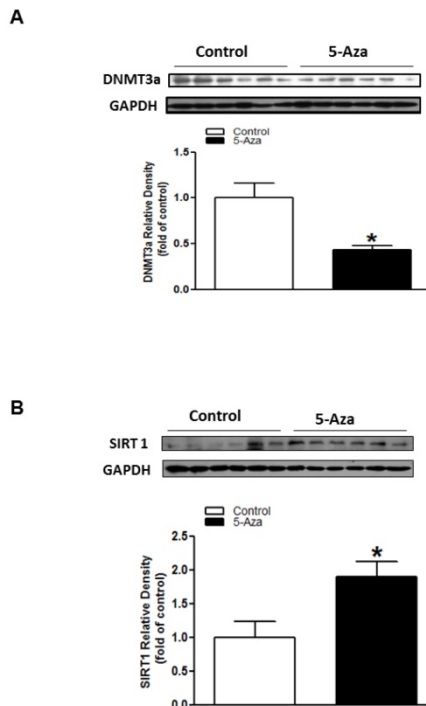 A
Control 5-Aza
DNMT3a
GAPDH
Control
5-Aza
DNMT3a Relative Density
(fold of control)
1.5
1.0
0.5
0.0
*
B
Control 5-Aza
SIRT 1
GAPDH
Control
5-Aza
SIRT1 Relative Density
(fold of control)
2.5
2.0
1.5
1.0
0.5
0.0
*